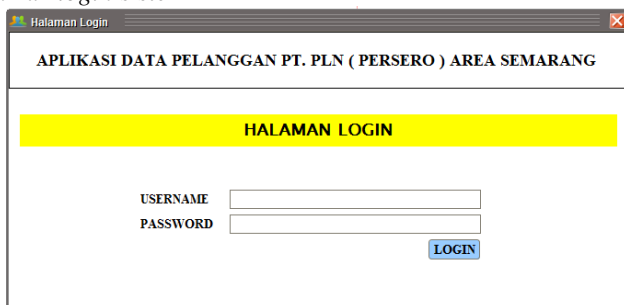 Halaman Login
APLIKASI DATA PELANGGAN PT. PLN ( PERSERO ) AREA SEMARANG
HALAMAN LOGIN
USERNAME
PASSWORD
LOGIN